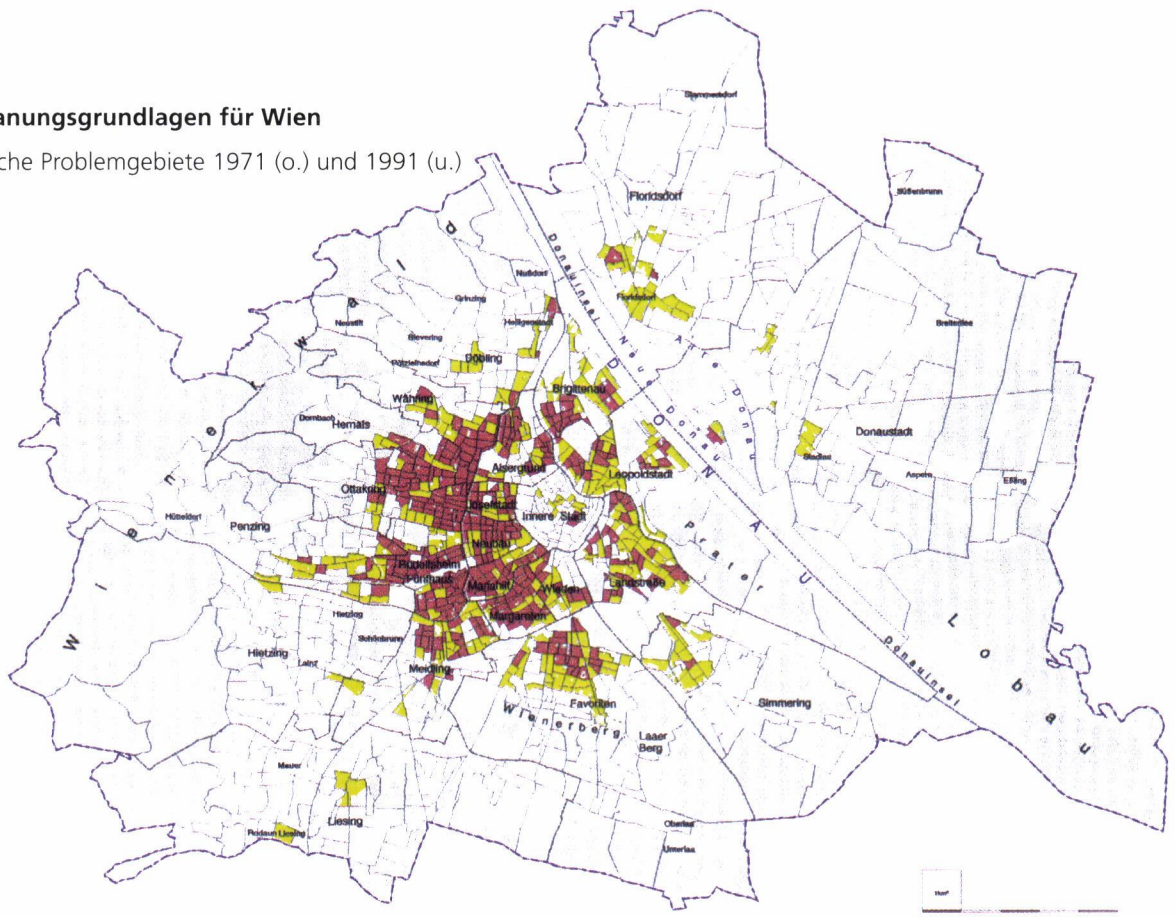 anungsgrundlagen für Wien
che Problemgebiete 1971 (o.) und 1991 (u.)
Stammersdorf
Süßenbrunn
Floridsdorf
Donauinsel
Nußdorf
Grinzing
Floridsdorf
Neustift
Heiligenstadt
Breitenlee
Sievering
Neue Donau
Alte Donau
Pötzleinsdorf
Döbling
Währing
Brigittenau
Dornbach
Hernals
DONAU
Donaustadt
Stadlau
Alsergrund
Leopoldstadt
Aspern
Eßling
Ottakring
Josefstadt
Hütteldorf
Penzing
Innere Stadt
Prater
Wienerwald
Neubau
Rudolfsheim
Fünfhaus
Mariahilf
Wieden
Landstraße
Margareten
Hietzing
Schönbrunn
Hietzing
Lainz
Meidling
Lobau
Donauinsel
Favoriten
Simmering
Wienerberg
Laaer
Berg
Mauer
Liesing
Rodaun Liesing
Oberlaa
Unterlaa